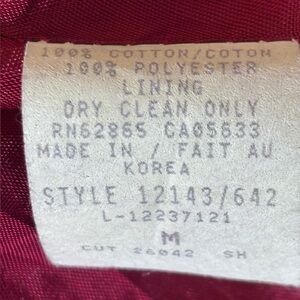 100% COTTON/COTON
100% POLYESTER
LINING
DRY CLEAN ONLY
RN62865 CA05633
MADE IN / FAIT AU
KOREA
STYLE 12143/642
L-12237121
M
CUT 26042 SH